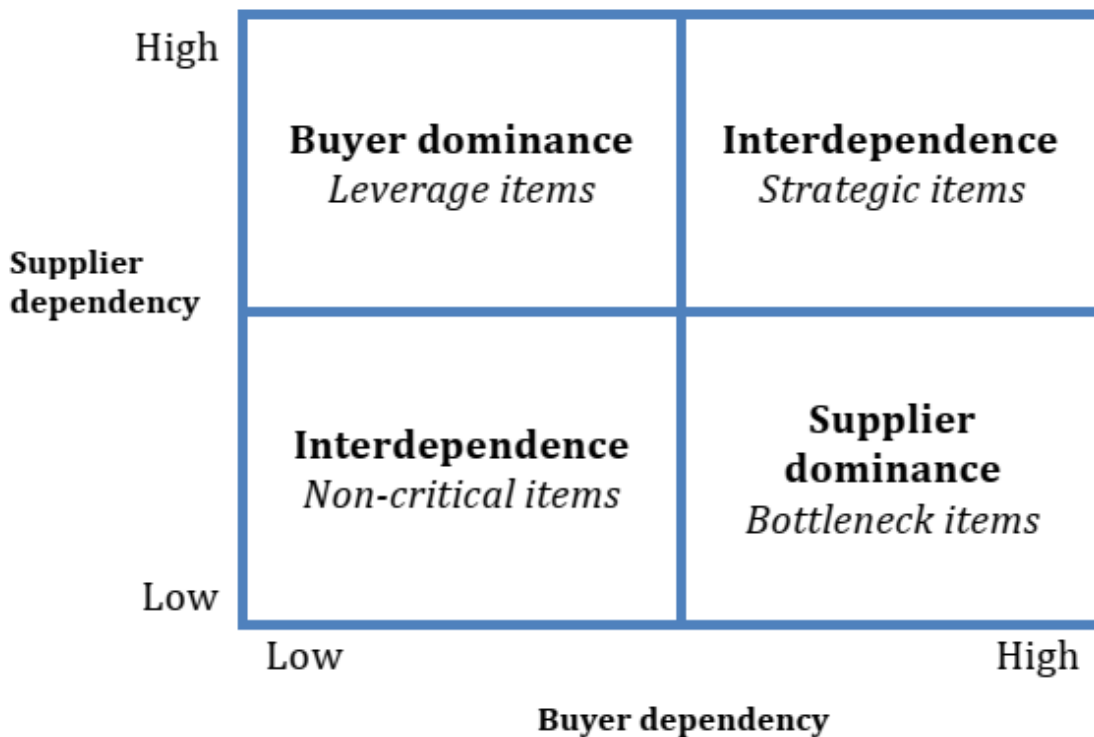 High
Buyer dominance
Leverage items
Interdependence
Strategic items
Supplier
dependency
Interdependence
Non-critical items
Supplier
dominance
Bottleneck items
Low
Low
High
Buyer dependency